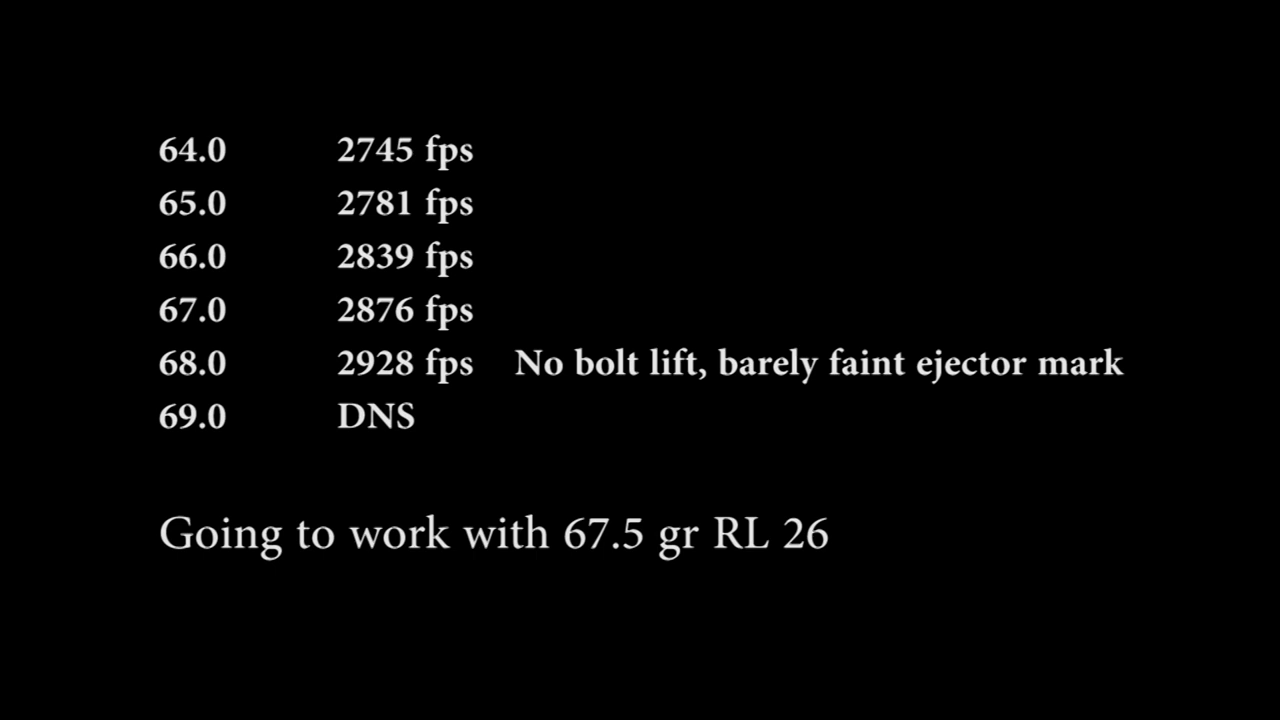 64.0 2745 fps
65.0 2781 fps
66.0 2839 fps
67.0 2876 fps
68.0 2928 fps No bolt lift, barely faint ejector mark
69.0 DNS
Going to work with 67.5 gr RL 26